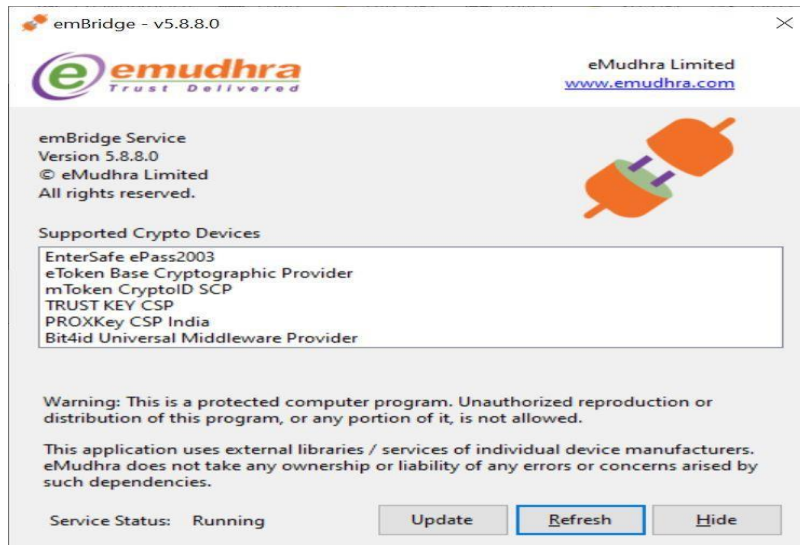 emBridge - v5.8.8.0
e emudhra
Trust Delivered
eMudhra Limited
www.emudhra.com
emBridge Service
Version 5.8.8.0
© eMudhra Limited
All rights reserved.
Supported Crypto Devices
EnterSafe ePass2003
eToken Base Cryptographic Provider
mToken CryptoID SCP
TRUST KEY CSP
PROXKey CSP India
Bit4id Universal Middleware Provider
Warning: This is a protected computer program. Unauthorized reproduction or
distribution of this program, or any portion of it, is not allowed.
This application uses external libraries / services of individual device manufacturers.
eMudhra does not take any ownership or liability of any errors or concerns arised by
such dependencies.
Service Status: Running Update Refresh Hide